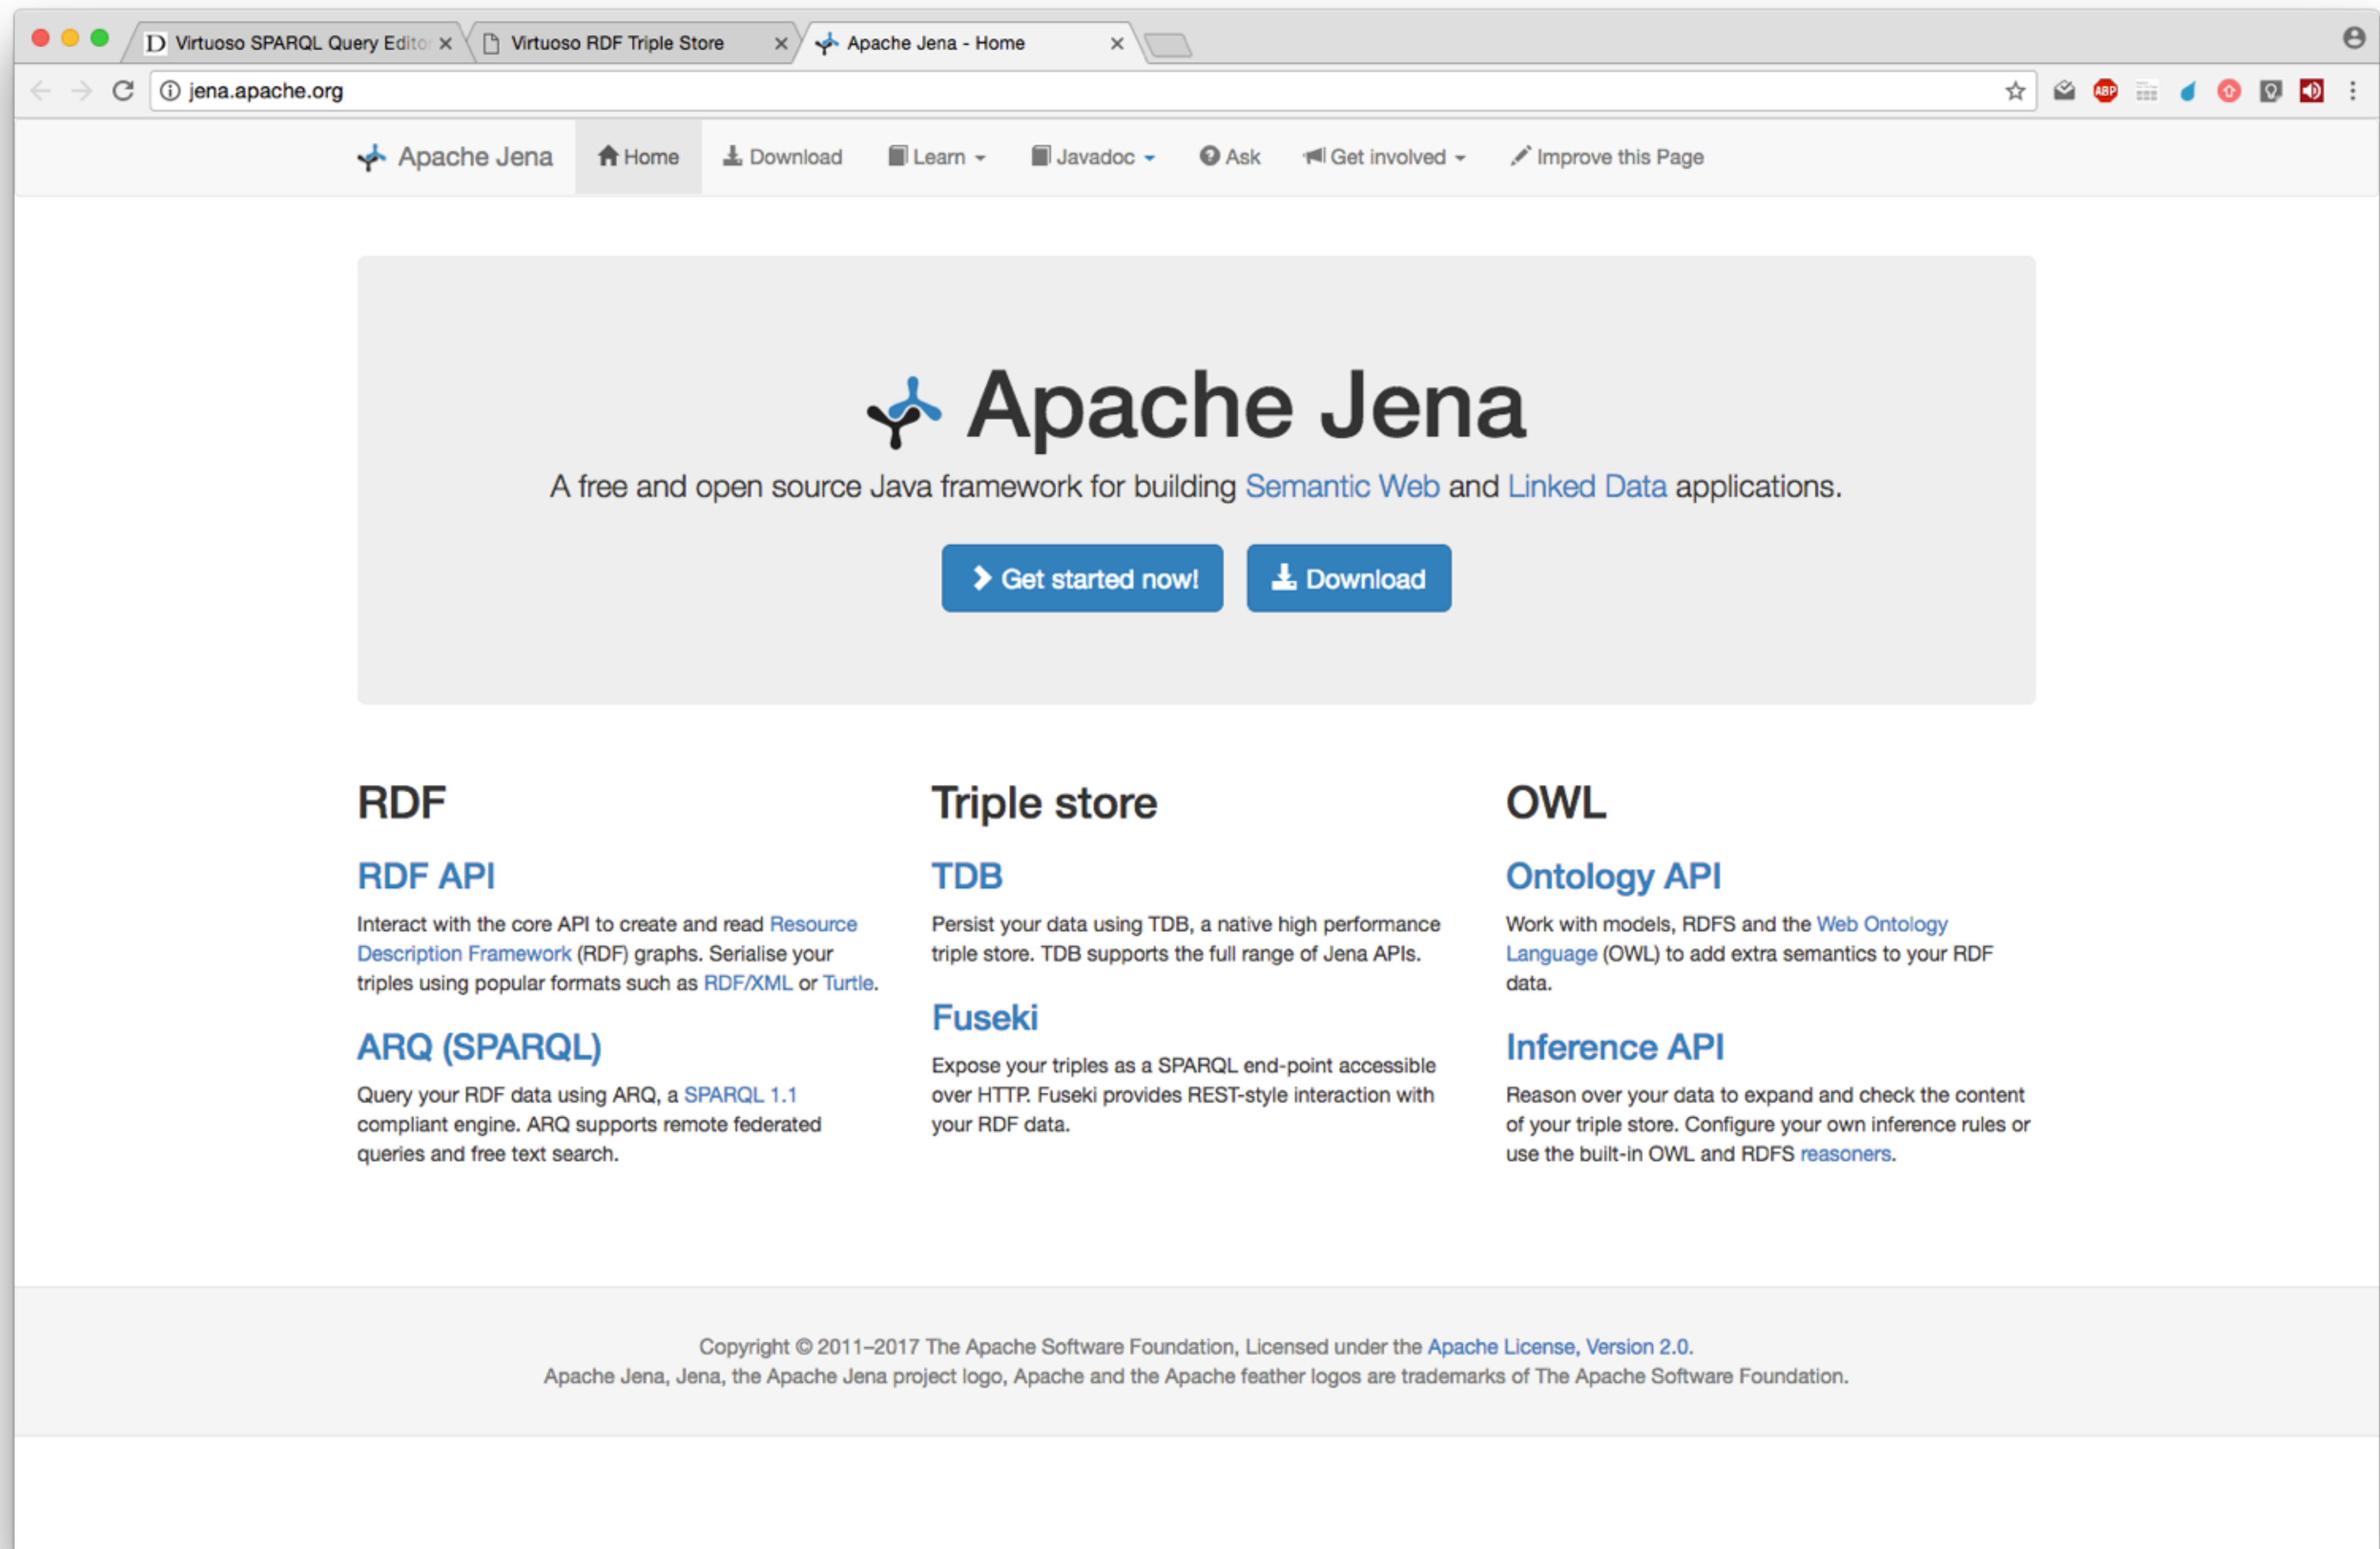 Virtuoso SPARQL Query Editor
Virtuoso RDF Triple Store
Apache Jena - Home
jena.apache.org
ABP
Apache Jena
Home
Download
Learn
Javadoc
Ask
Get involved
Improve this Page
Apache Jena
A free and open source Java framework for building Semantic Web and Linked Data applications.
Get started now!
Download
RDF
RDF API
Interact with the core API to create and read Resource
Description Framework (RDF) graphs. Serialise your
triples using popular formats such as RDF/XML or Turtle.
ARQ (SPARQL)
Query your RDF data using ARQ, a SPARQL 1.1
compliant engine. ARQ supports remote federated
queries and free text search.
Triple store
TDB
Persist your data using TDB, a native high performance
triple store. TDB supports the full range of Jena APIs.
Fuseki
Expose your triples as a SPARQL end-point accessible
over HTTP. Fuseki provides REST-style interaction with
your RDF data.
OWL
Ontology API
Work with models, RDFS and the Web Ontology
Language (OWL) to add extra semantics to your RDF
data.
Inference API
Reason over your data to expand and check the content
of your triple store. Configure your own inference rules or
use the built-in OWL and RDFS reasoners.
Copyright © 2011–2017 The Apache Software Foundation, Licensed under the Apache License, Version 2.0.
Apache Jena, Jena, the Apache Jena project logo, Apache and the Apache feather logos are trademarks of The Apache Software Foundation.